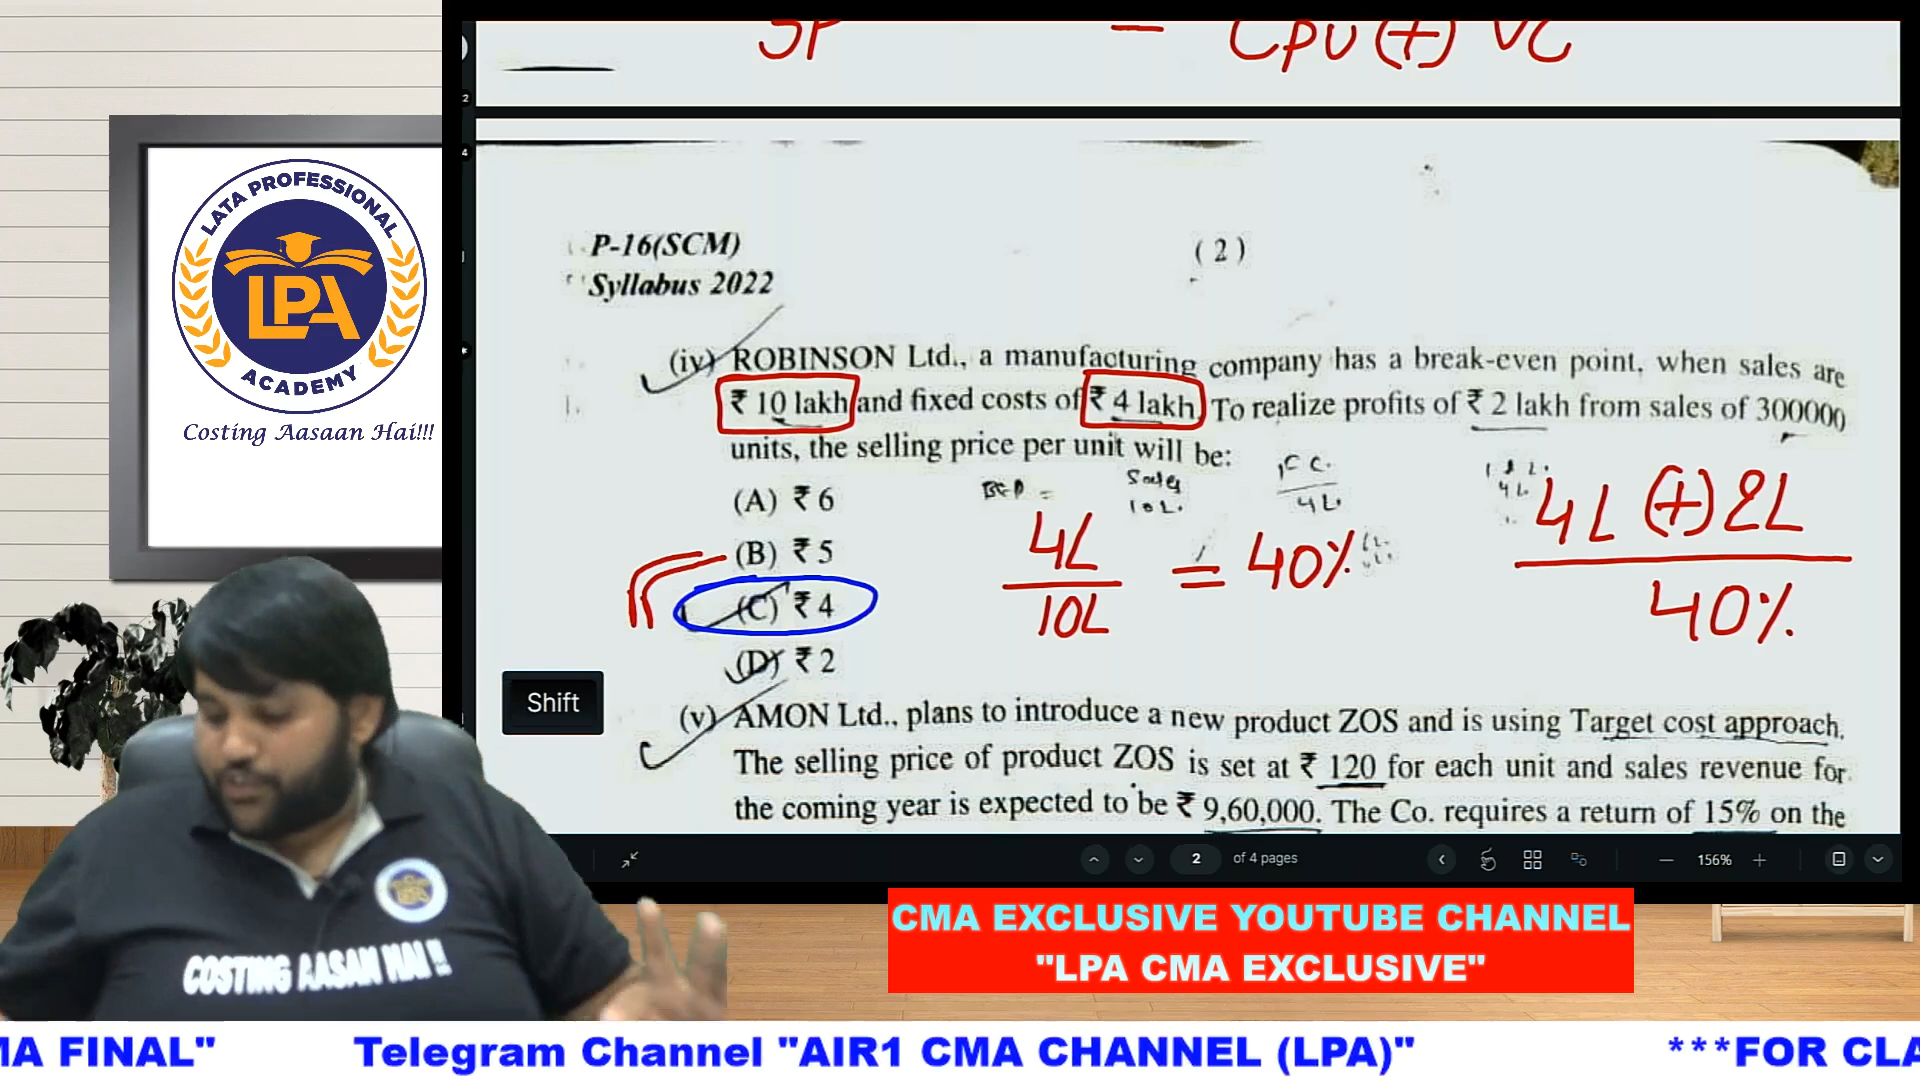 SP = CPU (+) VC
LATA PROFESSIONAL
LPA
ACADEMY
Costing Aasaan Hai!!!
P-16(SCM)
(2)
Syllabus 2022
(iv) ROBINSON Ltd., a manufacturing company has a break-even point, when sales are
₹ 10 lakh and fixed costs of ₹ 4 lakh. To realize profits of ₹ 2 lakh from sales of 300000
units, the selling price per unit will be:
(A) ₹ 6
(B) ₹ 5
(C) ₹ 4
(D) ₹ 2
BEP =
Sales
10L.
4L.
4L
10L
= 40%
4L (+) 2L
40%
Shift
(v) AMON Ltd., plans to introduce a new product ZOS and is using Target cost approach.
The selling price of product ZOS is set at ₹ 120 for each unit and sales revenue for
the coming year is expected to be ₹ 9,60,000. The Co. requires a return of 15% on the
2 of 4 pages
156%
COSTING AASAN HAI !!
CMA EXCLUSIVE YOUTUBE CHANNEL
"LPA CMA EXCLUSIVE"
MA FINAL" Telegram Channel "AIR1 CMA CHANNEL (LPA)" ***FOR CLA